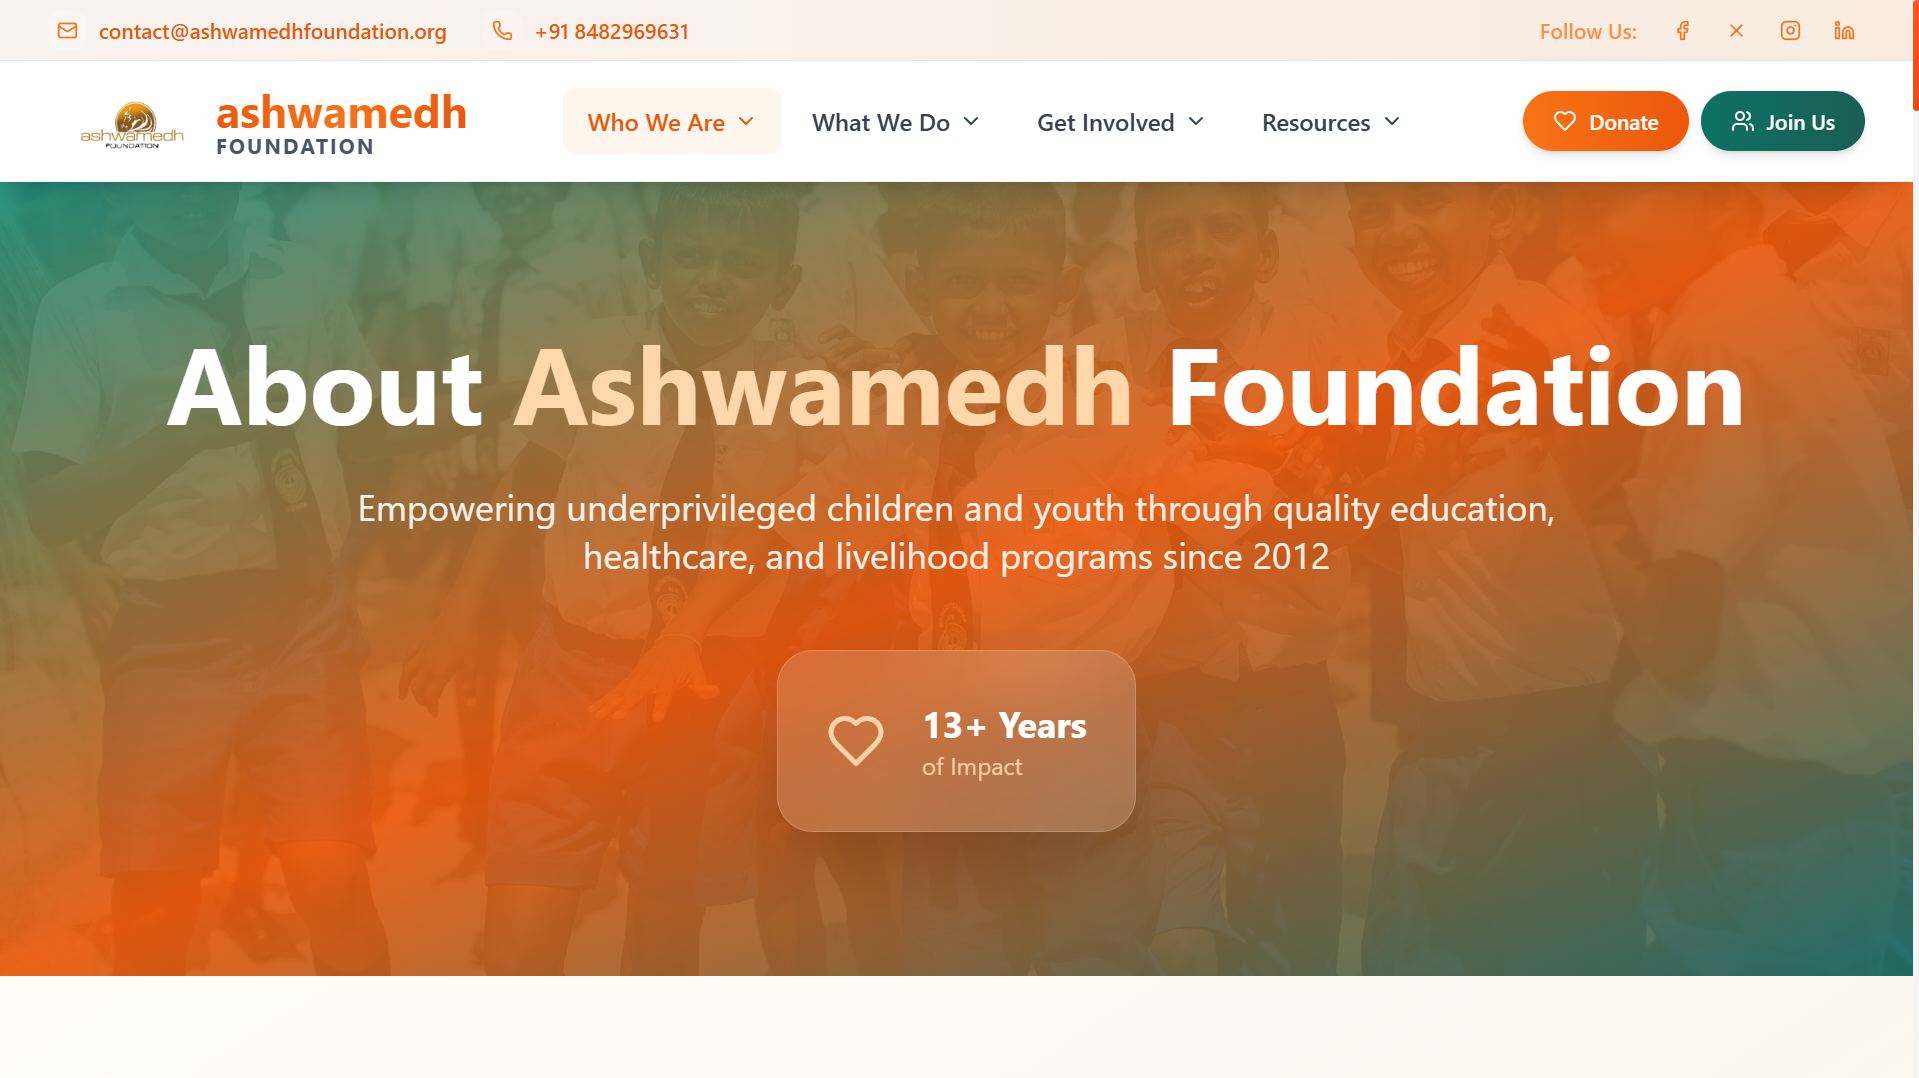 contact@ashwamedhfoundation.org
+91 8482969631
Follow Us:
ashwamedh
FOUNDATION
ashwamedh
FOUNDATION
Who We Are
What We Do
Get Involved
Resources
Donate
Join Us
About Ashwamedh Foundation
Empowering underprivileged children and youth through quality education,
healthcare, and livelihood programs since 2012
13+ Years
of Impact